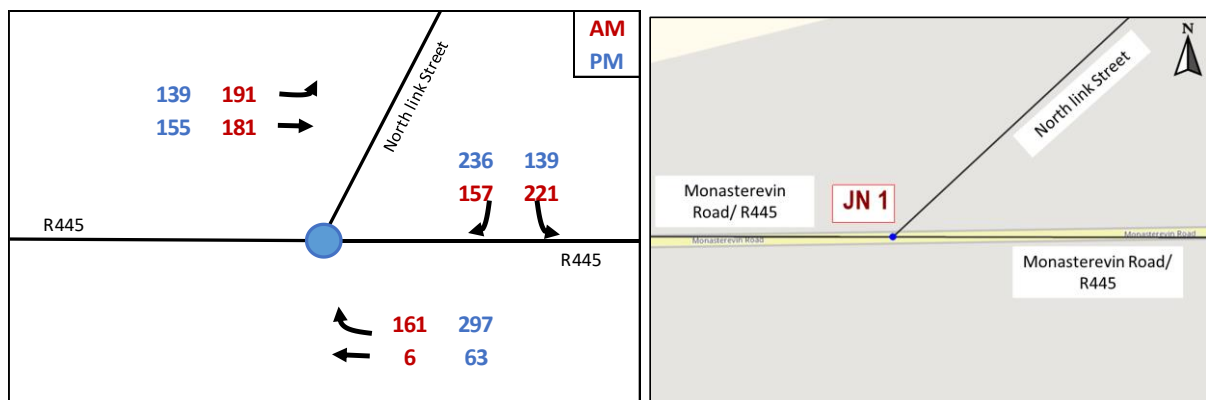 AM
PM
139 191
155 181
North link Street
236 139
157 221
R445
R445
161 297
6 63
N
North link Street
Monasterevin
Road/ R445
JN 1
Monasterevin Road
Monasterevin Road
Monasterevin Road/
R445